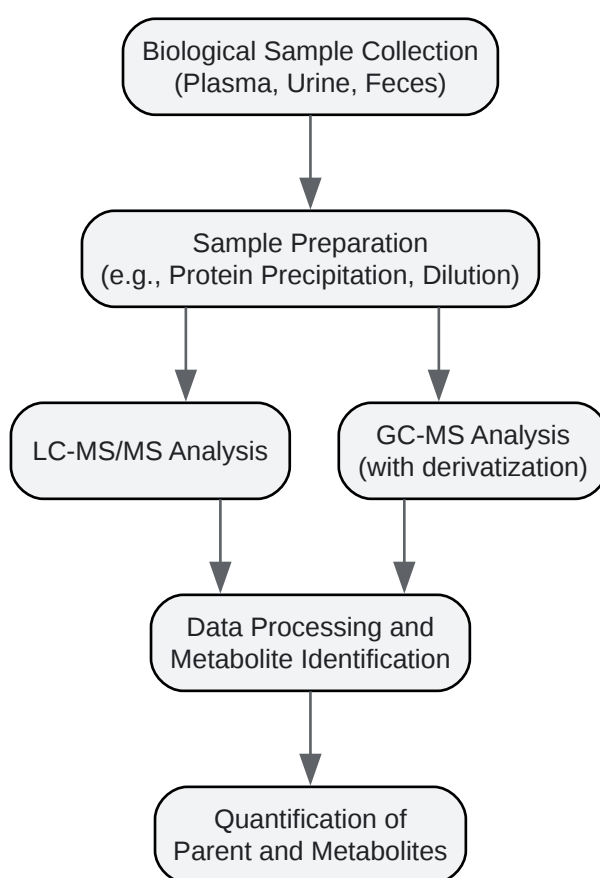 Biological Sample Collection
(Plasma, Urine, Feces)
Sample Preparation
(e.g., Protein Precipitation, Dilution)
LC-MS/MS Analysis
GC-MS Analysis
(with derivatization)
Data Processing and
Metabolite Identification
Quantification of
Parent and Metabolites